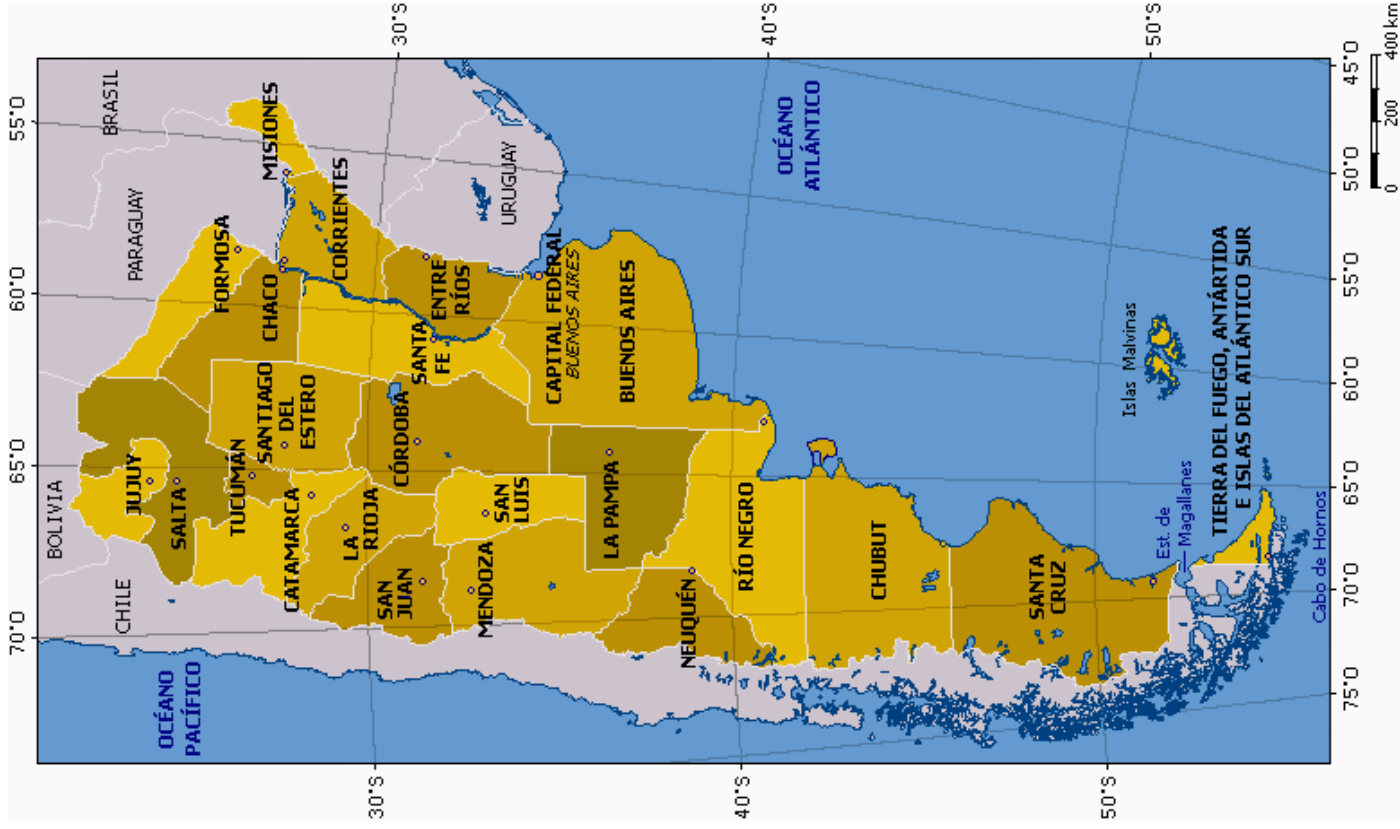 70°O
65°O
60°O
55°O
BOLIVIA
PARAGUAY
BRASIL
CHILE
OCÉANO
PACÍFICO
JUJUY
SALTA
FORMOSA
CHACO
MISIONES
TUCUMÁN
SANTIAGO
DEL
ESTERO
CATAMARCA
CORRIENTES
LA
RIOJA
SAN
JUAN
CÓRDOBA
SANTA
FE
ENTRE
RÍOS
URUGUAY
MENDOZA
SAN
LUIS
CAPITAL FEDERAL
BUENOS AIRES
BUENOS AIRES
LA PAMPA
NEUQUÉN
RÍO NEGRO
CHUBUT
SANTA
CRUZ
OCÉANO
ATLÁNTICO
Islas Malvinas
Est. de
Magallanes
TIERRA DEL FUEGO, ANTÁRTIDA
E ISLAS DEL ATLÁNTICO SUR
Cabo de Hornos
30°S
40°S
50°S
30°S
40°S
50°S
75°O
70°O
65°O
60°O
55°O
50°O
45°O
0
200
400 km